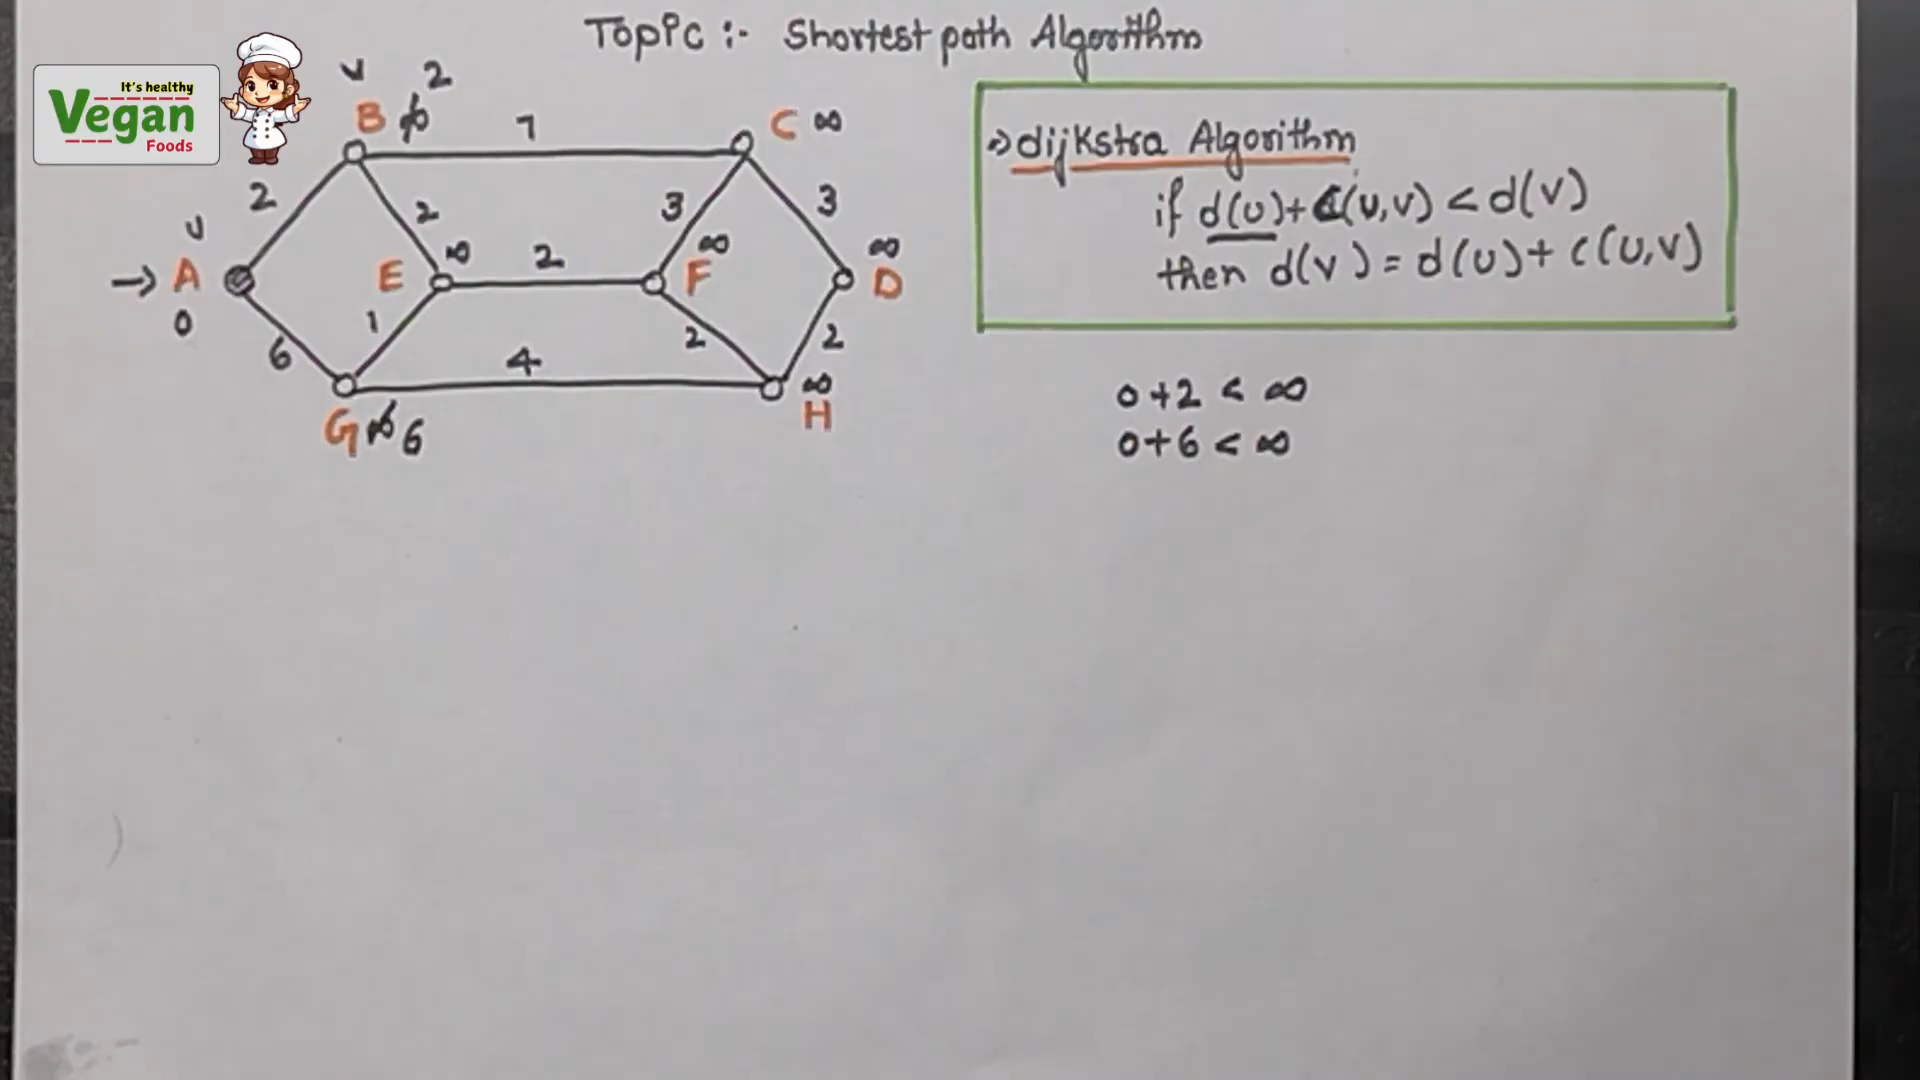 Topic :- Shortest path Algorithm
It's healthy
Vegan
Foods
v
B ∞ 2
7
C ∞
2
2
3
3
u
A
0
E ∞
2
∞
F
∞
D
6
1
4
2
2
G ∞ 6
∞
H
⇒ dijkstra Algorithm
if d(u) + c(u,v) < d(v)
then d(v) = d(u) + c(u,v)
0 + 2 < ∞
0 + 6 < ∞